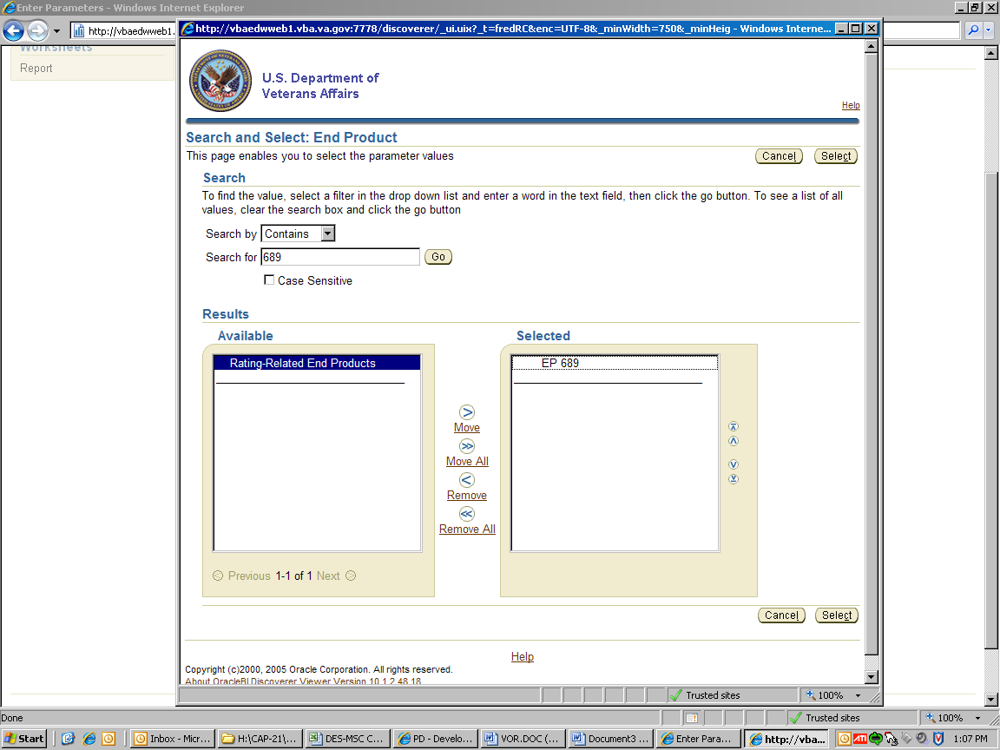 Enter Parameters - Windows Internet Explorer
http://vbaedwweb1.
Worksheets
Report
http://vbaedwweb1.vba.va.gov:7778/discoverer/_ui.uix?_t=fredRC&enc=UTF-8&_minWidth=750&_minHeig - Windows Interne...
U.S. Department of
Veterans Affairs
Help
Search and Select: End Product
This page enables you to select the parameter values
Cancel
Select
Search
To find the value, select a filter in the drop down list and enter a word in the text field, then click the go button. To see a list of all
values, clear the search box and click the go button
Search by Contains
Search for 689 Go
Case Sensitive
Results
Available
Selected
Rating-Related End Products
EP 689
Move
Move All
Remove
Remove All
Previous 1-1 of 1 Next
Cancel
Select
Help
Copyright (c)2000, 2005 Oracle Corporation. All rights reserved.
About OracleBI Discoverer Viewer Version 10.1.2.48.18
Trusted sites
100%
Done
Trusted sites
100%
Start
Inbox - Micr...
H:\CAP-21\...
DES-MSC C...
PD - Develo...
VOR.DOC (...
Document3 ...
Enter Para...
http://vba...
ATI
1:07 PM